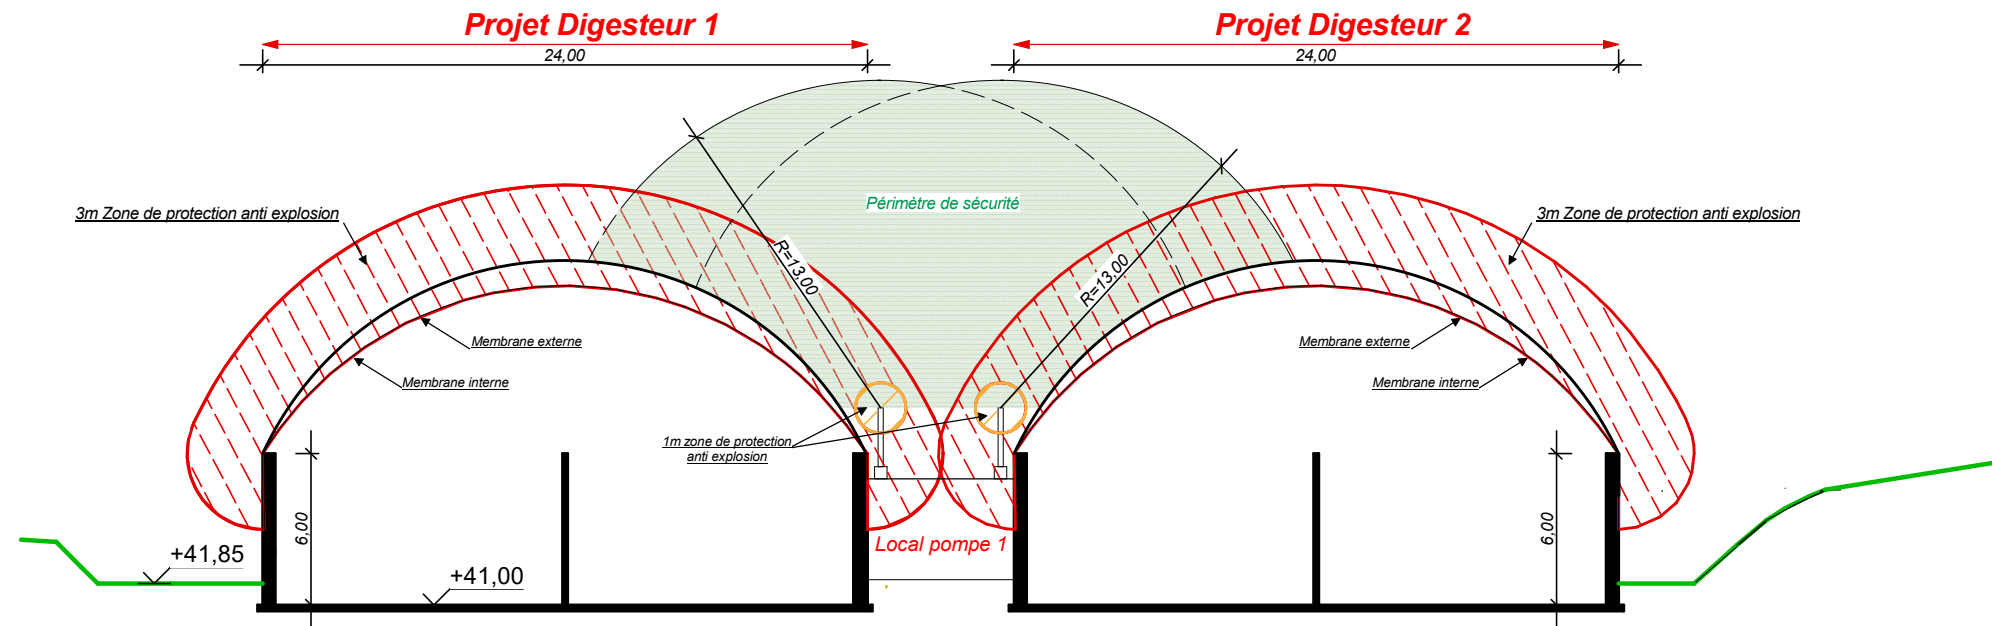 Projet Digesteur 1
Projet Digesteur 2
24,00
24,00
Périmètre de sécurité
3m Zone de protection anti explosion
3m Zone de protection anti explosion
R=13,00
R=13,00
Membrane externe
Membrane externe
Membrane interne
Membrane interne
1m zone de protection
anti explosion
6,00
6,00
Local pompe 1
+41,85
+41,00